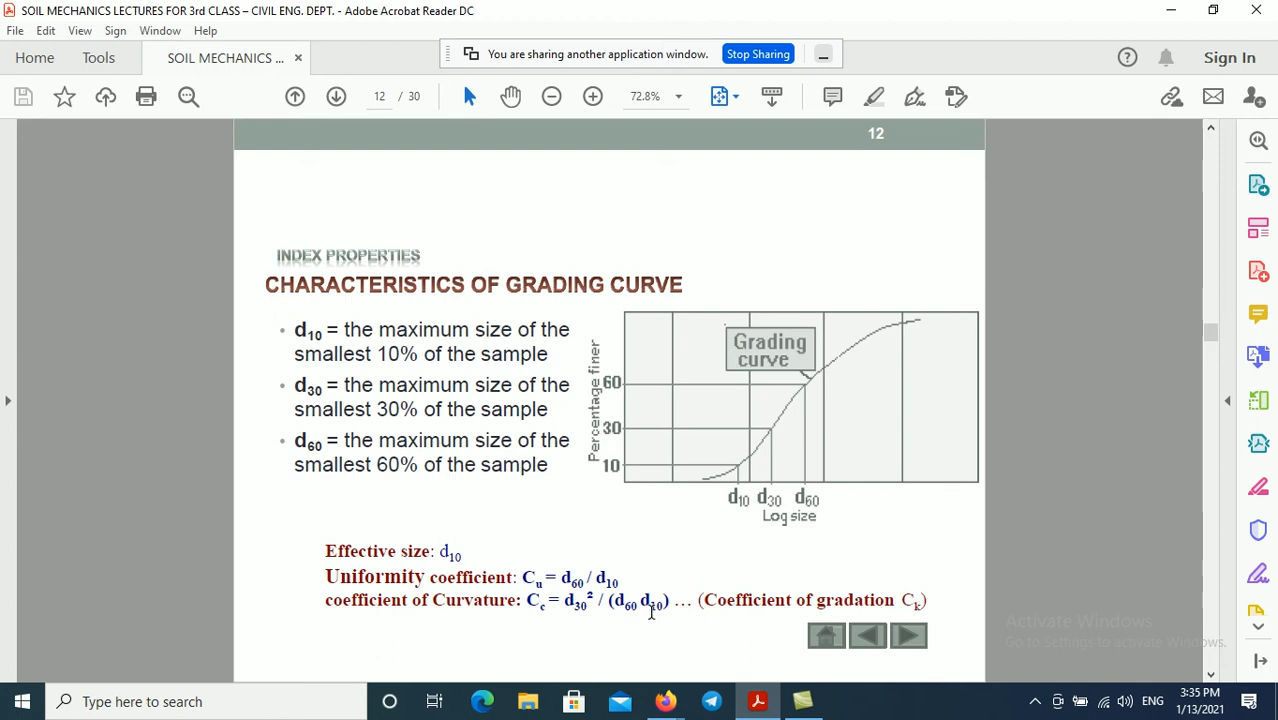 SOIL MECHANICS LECTURES FOR 3rd CLASS – CIVIL ENG. DEPT. - Adobe Acrobat Reader DC
File Edit View Sign Window Help
Home Tools SOIL MECHANICS ... ×
You are sharing another application window. Stop Sharing
Sign In
12 / 30 72.8%
12
INDEX PROPERTIES
CHARACTERISTICS OF GRADING CURVE
• d10 = the maximum size of the
smallest 10% of the sample
• d30 = the maximum size of the
smallest 30% of the sample
• d60 = the maximum size of the
smallest 60% of the sample
Grading
curve
Percentage finer
60
30
10
d10 d30 d60
Log size
Effective size: d10
Uniformity coefficient: Cu = d60 / d10
coefficient of Curvature: Cc = d30² / (d60 d10) … (Coefficient of gradation Ck)
Activate Windows
Go to Settings to activate Windows.
Type here to search
ENG
3:35 PM
1/13/2021